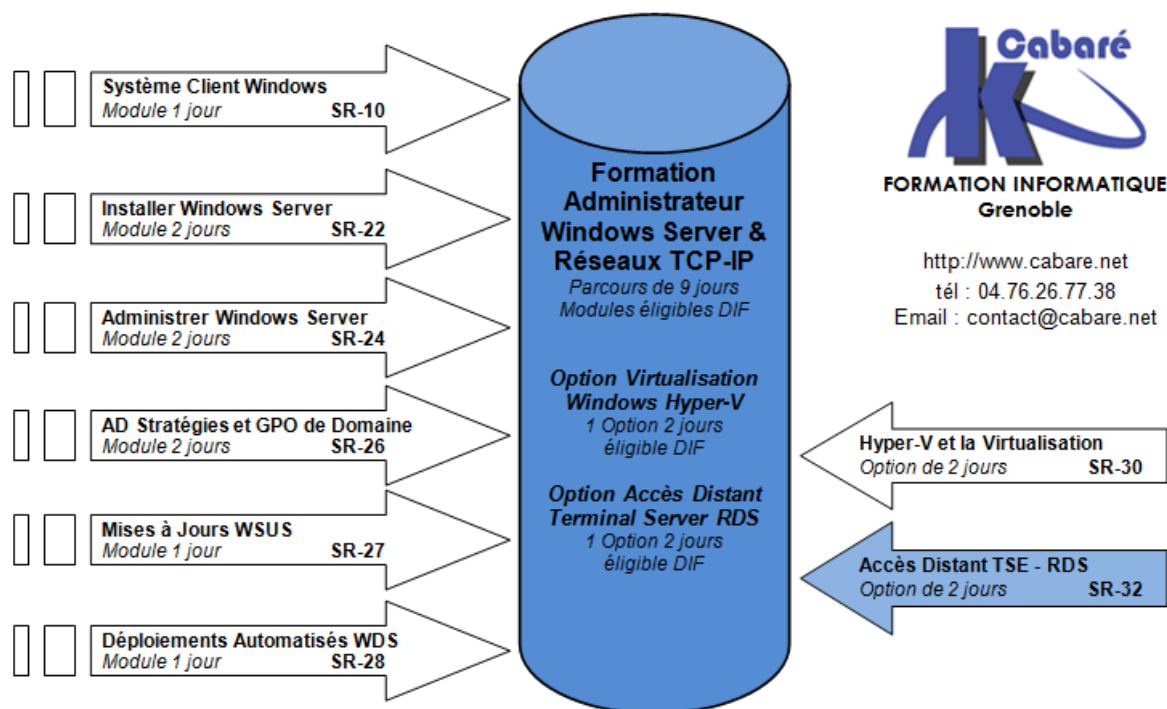 Système Client Windows
Module 1 jour SR-10
Installer Windows Server
Module 2 jours SR-22
Administrer Windows Server
Module 2 jours SR-24
AD Stratégies et GPO de Domaine
Module 2 jours SR-26
Mises à Jours WSUS
Module 1 jour SR-27
Déploiements Automatisés WDS
Module 1 jour SR-28
Formation
Administrateur
Windows Server &
Réseaux TCP-IP
Parcours de 9 jours
Modules éligibles DIF
Option Virtualisation
Windows Hyper-V
1 Option 2 jours
éligible DIF
Option Accès Distant
Terminal Server RDS
1 Option 2 jours
éligible DIF
Cabaré
FORMATION INFORMATIQUE
Grenoble
http://www.cabare.net
tél : 04.76.26.77.38
Email : contact@cabare.net
Hyper-V et la Virtualisation
Option de 2 jours SR-30
Accès Distant TSE - RDS
Option de 2 jours SR-32